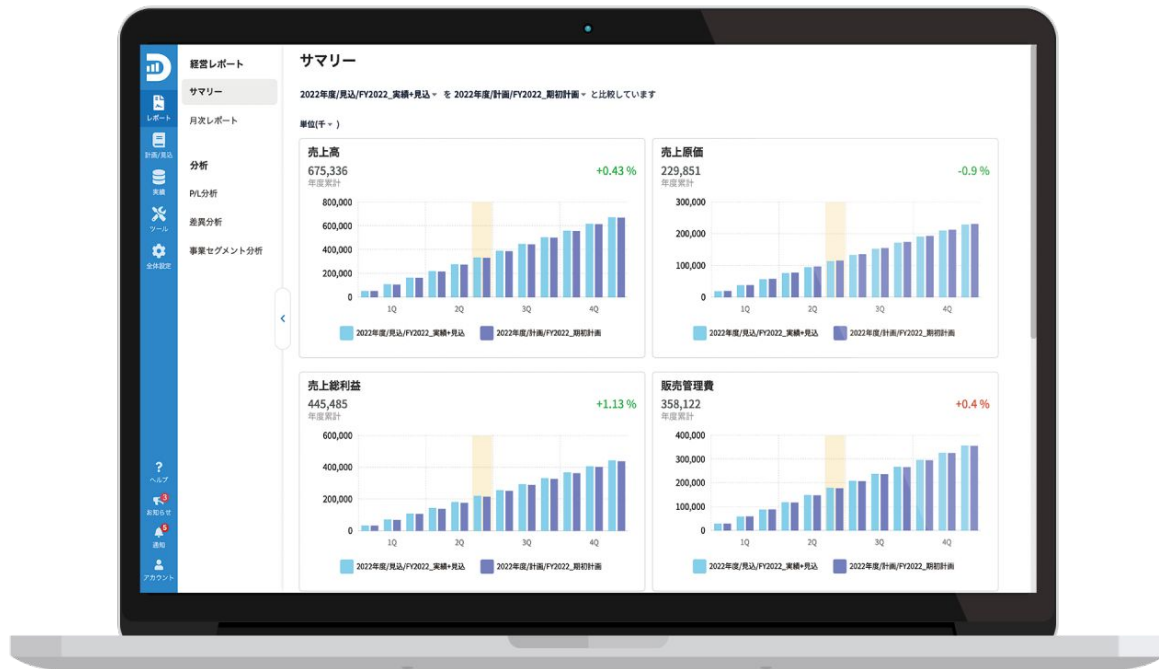 経営レポート
サマリー
月次レポート
分析
P/L分析
差異分析
事業セグメント分析
レポート
計画/見込
実績
ツール
全体設定
?
ヘルプ
3
お知らせ
5
通知
アカウント
サマリー
2022年度/見込/FY2022_実績+見込 を 2022年度/計画/FY2022_期初計画 と比較しています
単位(千 )
売上高
675,336 +0.43 %
年度累計
800,000
600,000
400,000
200,000
0
1Q 2Q 3Q 4Q
2022年度/見込/FY2022_実績+見込 2022年度/計画/FY2022_期初計画
売上原価
229,851 -0.9 %
年度累計
300,000
200,000
100,000
0
1Q 2Q 3Q 4Q
2022年度/見込/FY2022_実績+見込 2022年度/計画/FY2022_期初計画
売上総利益
445,485 +1.13 %
年度累計
600,000
400,000
200,000
0
1Q 2Q 3Q 4Q
2022年度/見込/FY2022_実績+見込 2022年度/計画/FY2022_期初計画
販売管理費
358,122 +0.4 %
年度累計
400,000
300,000
200,000
100,000
0
1Q 2Q 3Q 4Q
2022年度/見込/FY2022_実績+見込 2022年度/計画/FY2022_期初計画